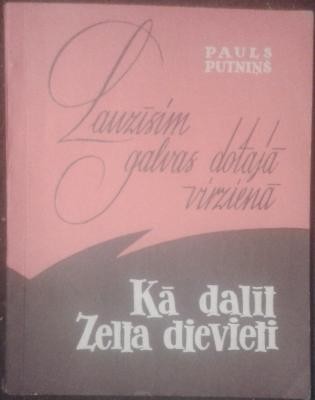 PAULS
PUTNIŅŠ
Lauzīsim
galvas dotajā
virzienā
Kā dalīt
Zelta dievieti